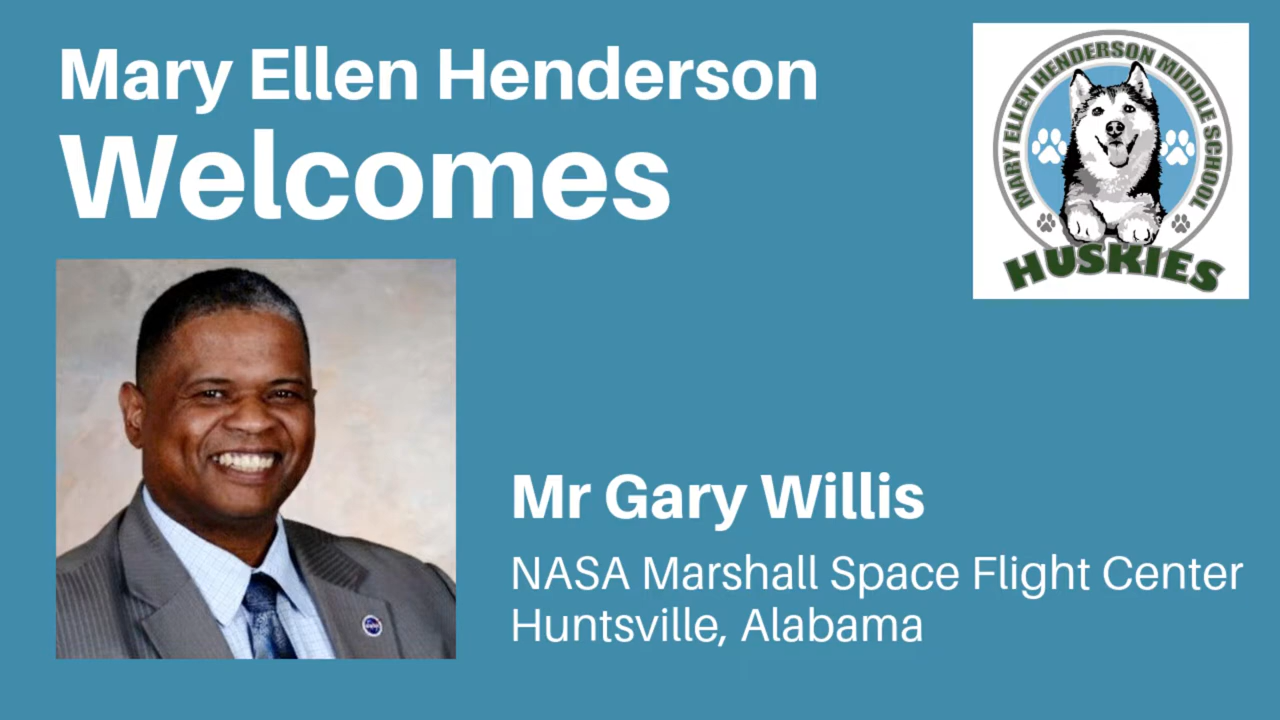 Mary Ellen Henderson
Welcomes
MARY ELLEN HENDERSON MIDDLE SCHOOL
HUSKIES
Mr Gary Willis
NASA Marshall Space Flight Center
Huntsville, Alabama